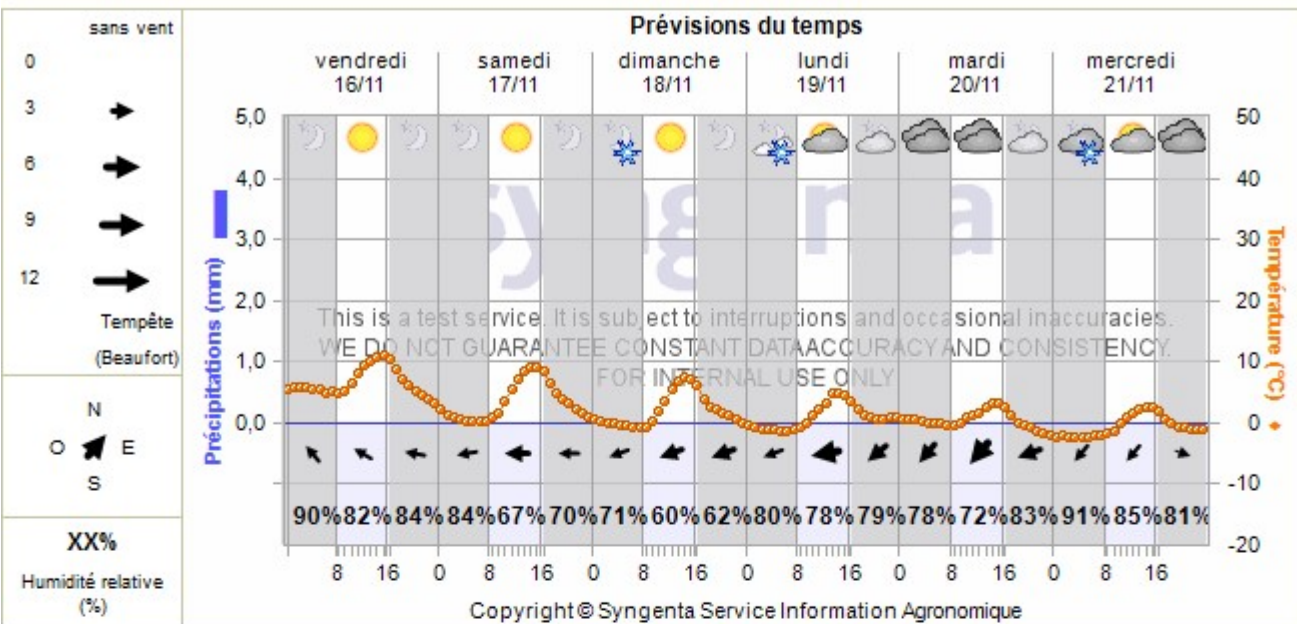 sans vent
0
3
6
9
12
Tempête
(Beaufort)
N
O E
S
XX%
Humidité relative
(%)
Prévisions du temps
vendredi samedi dimanche lundi mardi mercredi
16/11 17/11 18/11 19/11 20/11 21/11
Précipitations (mm)
5,0
4,0
3,0
2,0
1,0
0,0
syngenta
This is a test service. It is subject to interruptions and occasional inaccuracies.
WE DO NOT GUARANTEE CONSTANT DATA ACCURACY AND CONSISTENCY.
FOR INTERNAL USE ONLY
50
40
30
20
10
0
-10
-20
Température (°C)
90% 82% 84% 84% 67% 70% 71% 60% 62% 80% 78% 79% 78% 72% 83% 91% 85% 81%
8 16 0 8 16 0 8 16 0 8 16 0 8 16 0 8 16
Copyright © Syngenta Service Information Agronomique